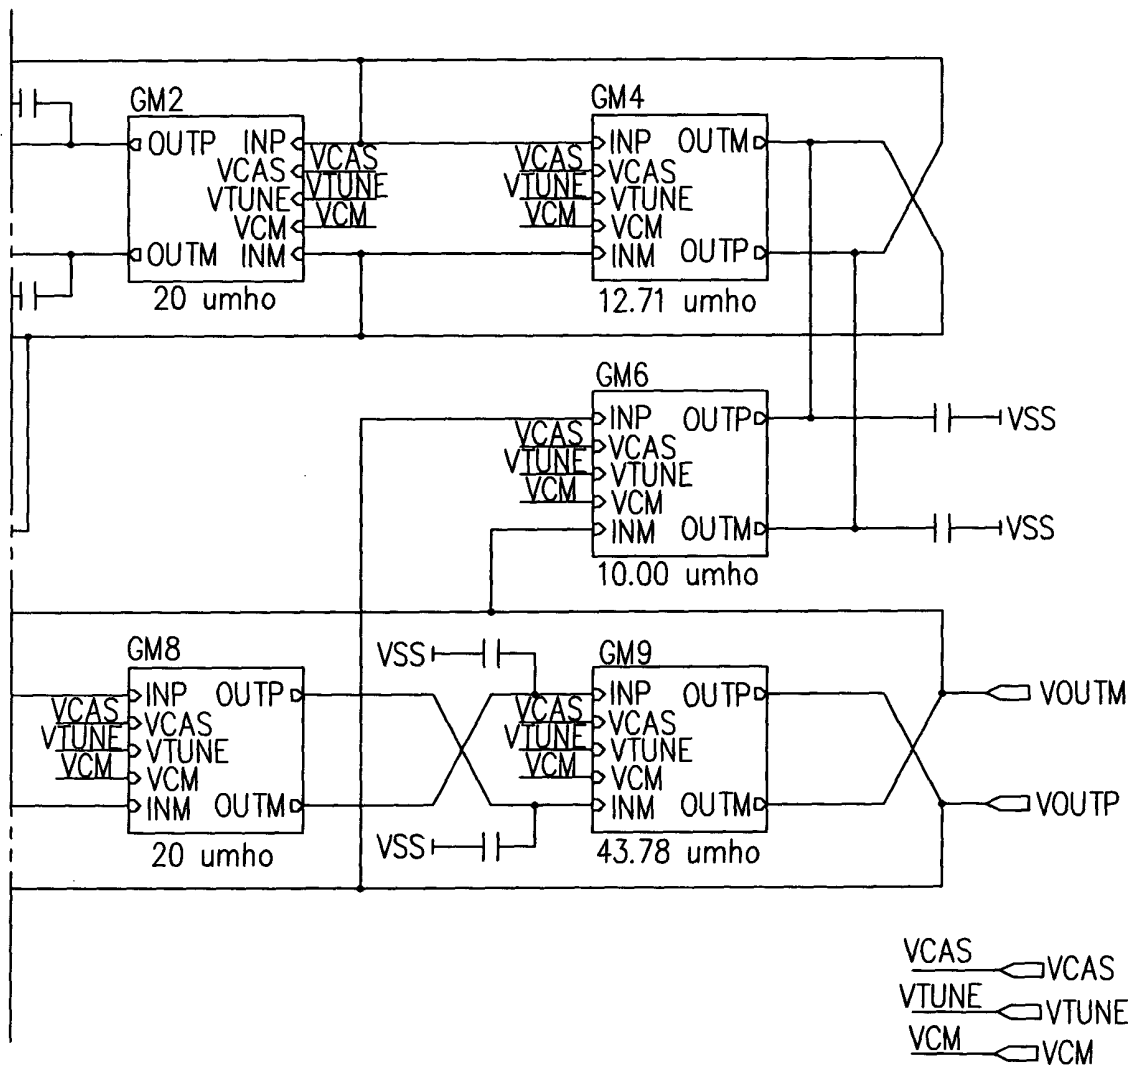 GM2
OUTP INP
VCAS VCAS
VTUNE VTUNE
VCM VCM
OUTM INM
20 umho
GM4
INP OUTM
VCAS VCAS
VTUNE VTUNE
VCM VCM
INM OUTP
12.71 umho
GM6
INP OUTP
VCAS VCAS
VTUNE VTUNE
VCM VCM
INM OUTM
10.00 umho
VSS
VSS
GM8
INP OUTP
VCAS VCAS
VTUNE VTUNE
VCM VCM
INM OUTM
20 umho
VSS
VSS
GM9
INP OUTP
VCAS VCAS
VTUNE VTUNE
VCM VCM
INM OUTM
43.78 umho
VOUTM
VOUTP
VCAS VCAS
VTUNE VTUNE
VCM VCM